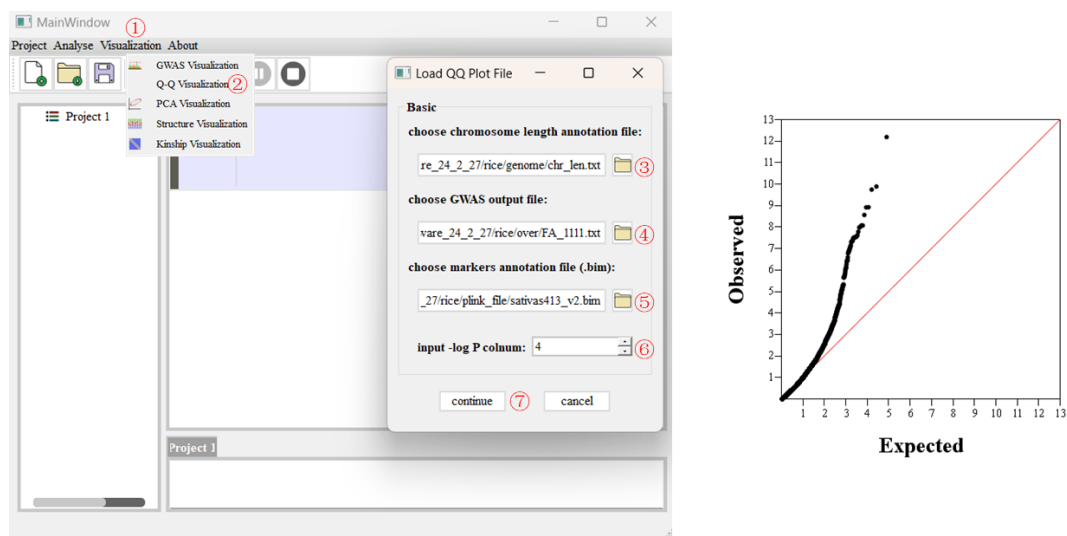 MainWindow
①
Project Analyse Visualization About
GWAS Visualization
Q-Q Visualization ②
PCA Visualization
Structure Visualization
Kinship Visualization
Project 1
Project 1
Load QQ Plot File
Basic
choose chromosome length annotation file:
re_24_2_27/rice/genome/chr_len.txt ③
choose GWAS output file:
vare_24_2_27/rice/over/FA_1111.txt ④
choose markers annotation file (.bim):
_27/rice/plink_file/sativas413_v2.bim ⑤
input -log P colnum: 4 ⑥
continue ⑦ cancel
13
12
11
10
9
8
7
6
5
4
3
2
1
Observed
1 2 3 4 5 6 7 8 9 10 11 12 13
Expected